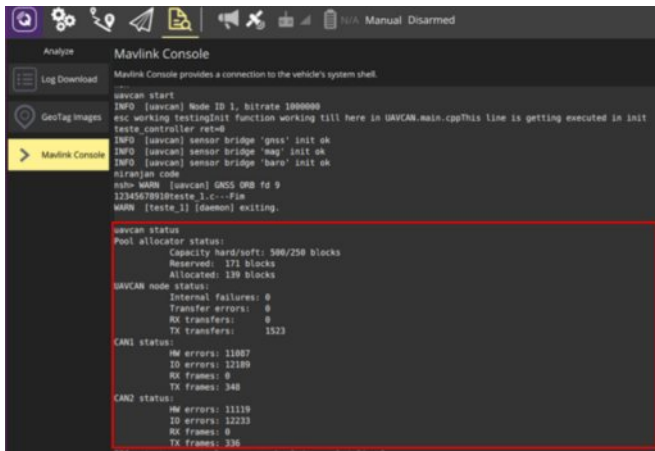 N/A Manual Disarmed
Analyze
Log Download
GeoTag Images
Mavlink Console
Mavlink Console
Mavlink Console provides a connection to the vehicle's system shell.
uavcan start
INFO [uavcan] Node ID 1, bitrate 1000000
esc working testingInit function working till here in UAVCAN.main.cppThis line is getting executed in init
teste_controller ret=0
INFO [uavcan] sensor bridge 'gnss' init ok
INFO [uavcan] sensor bridge 'mag' init ok
INFO [uavcan] sensor bridge 'baro' init ok
niranjan code
nsh> WARN [uavcan] GNSS ORB fd 9
12345678910teste_1.c---Fim
WARN [teste_1] [daemon] exiting.
uavcan status
Pool allocator status:
Capacity hard/soft: 500/250 blocks
Reserved: 171 blocks
Allocated: 139 blocks
UAVCAN node status:
Internal failures: 0
Transfer errors: 0
RX transfers: 0
TX transfers: 1523
CAN1 status:
HW errors: 11087
IO errors: 12189
RX frames: 0
TX frames: 348
CAN2 status:
HW errors: 11119
IO errors: 12233
RX frames: 0
TX frames: 336